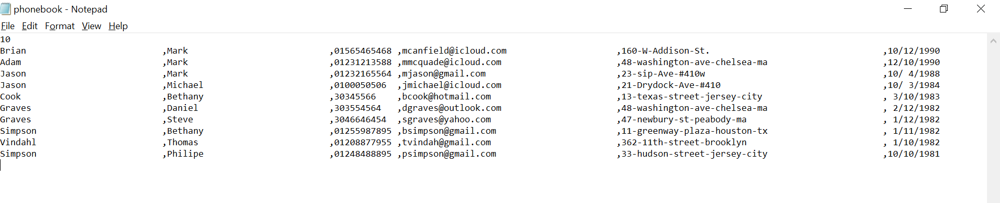 phonebook - Notepad
File Edit Format View Help
10
Brian ,Mark ,01565465468 ,mcanfield@icloud.com ,160-W-Addison-St. ,10/12/1990
Adam ,Mark ,01231213588 ,mmcquade@icloud.com ,48-washington-ave-chelsea-ma ,12/10/1990
Jason ,Mark ,01232165564 ,mjason@gmail.com ,23-sip-Ave-#410w ,10/ 4/1988
Jason ,Michael ,0100050506 ,jmichael@icloud.com ,21-Drydock-Ave-#410 ,10/ 3/1984
Cook ,Bethany ,30345566 ,bcook@hotmail.com ,13-texas-street-jersey-city , 3/10/1983
Graves ,Daniel ,303554564 ,dgraves@outlook.com ,48-washington-ave-chelsea-ma , 2/12/1982
Graves ,Steve ,3046646454 ,sgraves@yahoo.com ,47-newbury-st-peabody-ma , 1/12/1982
Simpson ,Bethany ,01255987895 ,bsimpson@gmail.com ,11-greenway-plaza-houston-tx , 1/11/1982
Vindahl ,Thomas ,01208877955 ,tvindah@gmail.com ,362-11th-street-brooklyn , 1/10/1982
Simpson ,Philipe ,01248488895 ,psimpson@gmail.com ,33-hudson-street-jersey-city ,10/10/1981